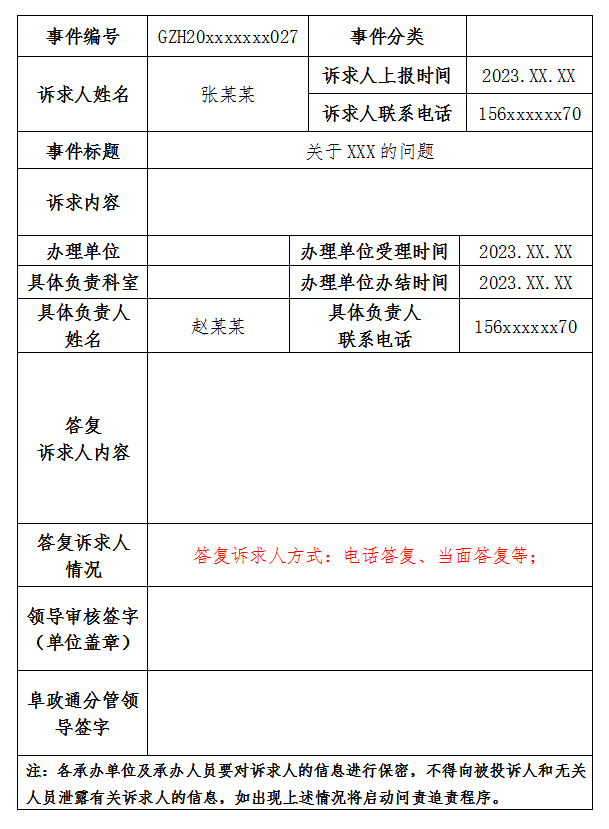 事件编号 GZH20xxxxxxx027 事件分类
诉求人姓名 张某某 诉求人上报时间 2023.XX.XX
诉求人联系电话 156xxxxxx70
事件标题 关于 XXX 的问题
诉求内容
办理单位 办理单位受理时间 2023.XX.XX
具体负责科室 办理单位办结时间 2023.XX.XX
具体负责人
姓名 赵某某 具体负责人
联系电话 156xxxxxx70
答复
诉求人内容
答复诉求人
情况 答复诉求人方式：电话答复、当面答复等；
领导审核签字
（单位盖章）
阜政通分管领
导签字
注：各承办单位及承办人员要对诉求人的信息进行保密，不得向被投诉人和无关
人员泄露有关诉求人的信息，如出现上述情况将启动问责追责程序。